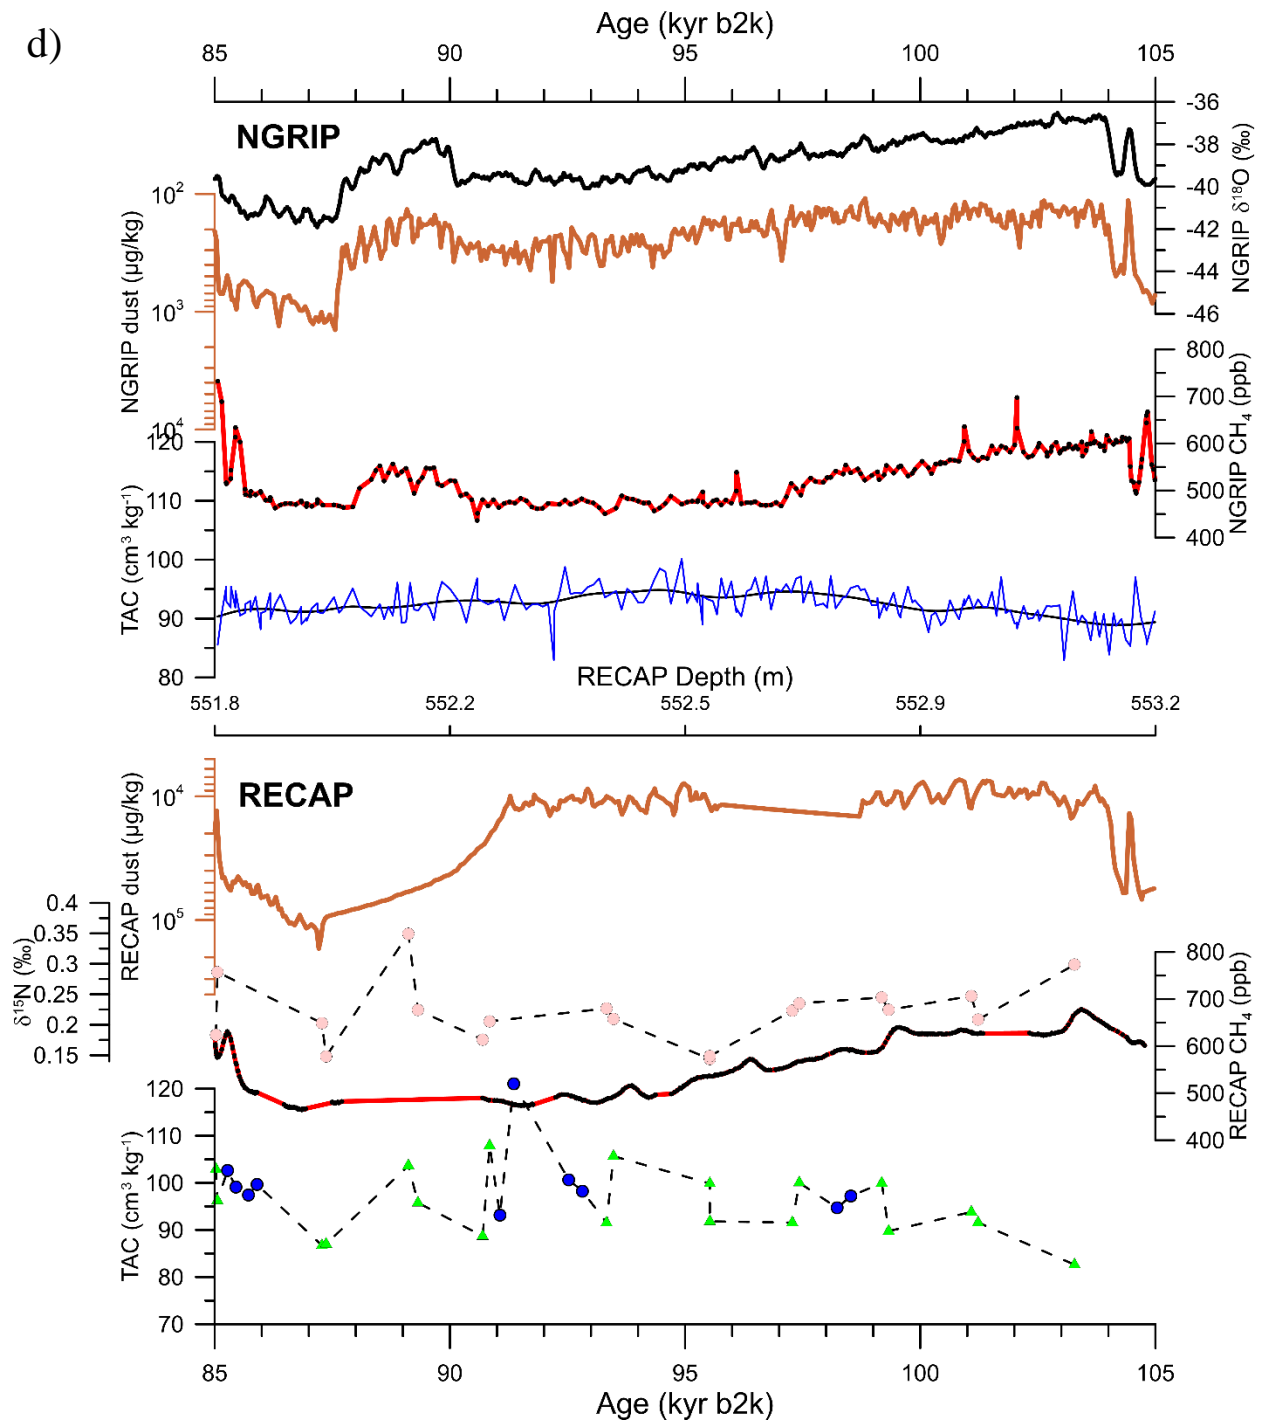 d)
Age (kyr b2k)
85 90 95 100 105
NGRIP
-36
-38
-40
-42
-44
-46
NGRIP δ¹⁸O (‰)
10²
10³
10⁴
NGRIP dust (µg/kg)
800
700
600
500
400
NGRIP CH₄ (ppb)
120
110
100
90
80
TAC (cm³ kg⁻¹)
RECAP Depth (m)
551.8 552.2 552.5 552.9 553.2
RECAP
10⁴
10⁵
RECAP dust (µg/kg)
0.4
0.35
0.3
0.25
0.2
0.15
δ¹⁵N (‰)
800
700
600
500
400
RECAP CH₄ (ppb)
120
110
100
90
80
70
TAC (cm³ kg⁻¹)
85 90 95 100 105
Age (kyr b2k)